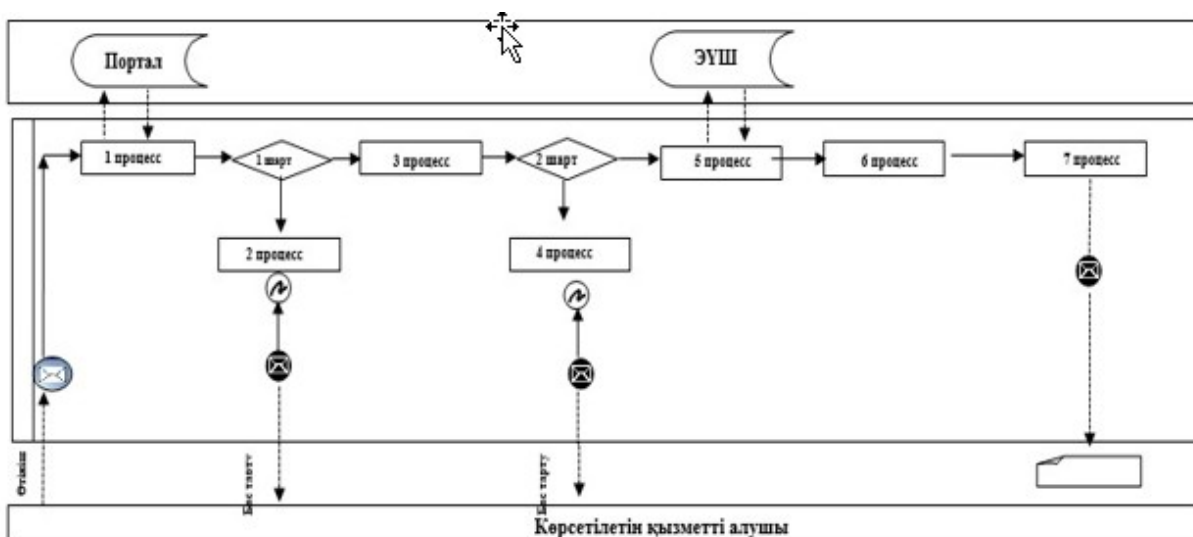 Портал
ЭҮШ
1 процесс
1 шарт
3 процесс
2 шарт
5 процесс
6 процесс
7 процесс
2 процесс
4 процесс
Өтініш
Бас тарту
Бас тарту
Көрсетілетін қызметті алушы